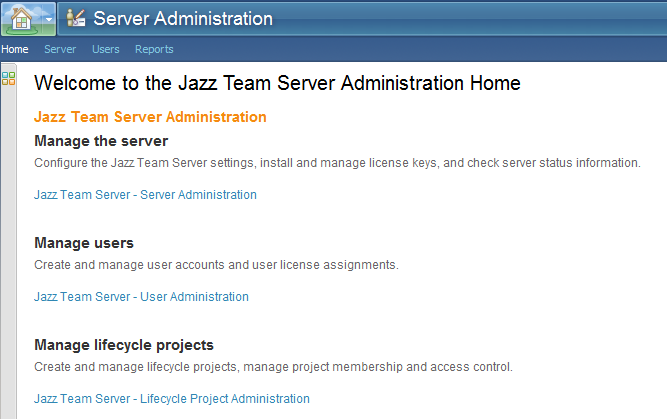 Server Administration
Home Server Users Reports
Welcome to the Jazz Team Server Administration Home
Jazz Team Server Administration
Manage the server
Configure the Jazz Team Server settings, install and manage license keys, and check server status information.
Jazz Team Server - Server Administration
Manage users
Create and manage user accounts and user license assignments.
Jazz Team Server - User Administration
Manage lifecycle projects
Create and manage lifecycle projects, manage project membership and access control.
Jazz Team Server - Lifecycle Project Administration